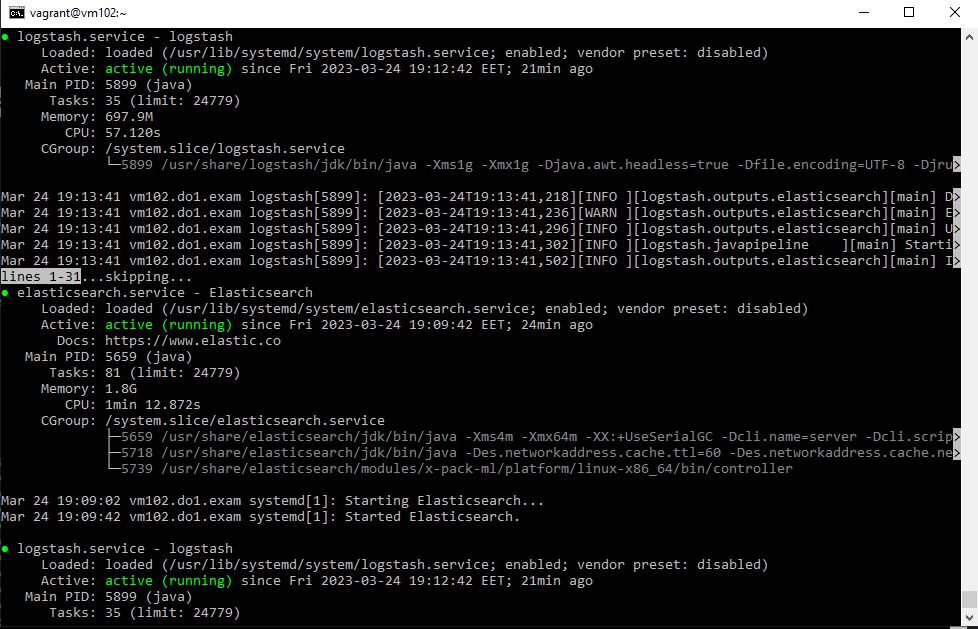 vagrant@vm102:~
● logstash.service - logstash
     Loaded: loaded (/usr/lib/systemd/system/logstash.service; enabled; vendor preset: disabled)
     Active: active (running) since Fri 2023-03-24 19:12:42 EET; 21min ago
   Main PID: 5899 (java)
      Tasks: 35 (limit: 24779)
     Memory: 697.9M
        CPU: 57.120s
     CGroup: /system.slice/logstash.service
             └─5899 /usr/share/logstash/jdk/bin/java -Xms1g -Xmx1g -Djava.awt.headless=true -Dfile.encoding=UTF-8 -Djru>
Mar 24 19:13:41 vm102.do1.exam logstash[5899]: [2023-03-24T19:13:41,218][INFO ][logstash.outputs.elasticsearch][main] D>
Mar 24 19:13:41 vm102.do1.exam logstash[5899]: [2023-03-24T19:13:41,236][WARN ][logstash.outputs.elasticsearch][main] E>
Mar 24 19:13:41 vm102.do1.exam logstash[5899]: [2023-03-24T19:13:41,296][INFO ][logstash.outputs.elasticsearch][main] U>
Mar 24 19:13:41 vm102.do1.exam logstash[5899]: [2023-03-24T19:13:41,302][INFO ][logstash.javapipeline    ][main] Starti>
Mar 24 19:13:41 vm102.do1.exam logstash[5899]: [2023-03-24T19:13:41,502][INFO ][logstash.outputs.elasticsearch][main] I>
lines 1-31...skipping...
● elasticsearch.service - Elasticsearch
     Loaded: loaded (/usr/lib/systemd/system/elasticsearch.service; enabled; vendor preset: disabled)
     Active: active (running) since Fri 2023-03-24 19:09:42 EET; 24min ago
       Docs: https://www.elastic.co
   Main PID: 5659 (java)
      Tasks: 81 (limit: 24779)
     Memory: 1.8G
        CPU: 1min 12.872s
     CGroup: /system.slice/elasticsearch.service
             ├─5659 /usr/share/elasticsearch/jdk/bin/java -Xms4m -Xmx64m -XX:+UseSerialGC -Dcli.name=server -Dcli.scrip>
             ├─5718 /usr/share/elasticsearch/jdk/bin/java -Des.networkaddress.cache.ttl=60 -Des.networkaddress.cache.ne>
             └─5739 /usr/share/elasticsearch/modules/x-pack-ml/platform/linux-x86_64/bin/controller
Mar 24 19:09:02 vm102.do1.exam systemd[1]: Starting Elasticsearch...
Mar 24 19:09:42 vm102.do1.exam systemd[1]: Started Elasticsearch.
● logstash.service - logstash
     Loaded: loaded (/usr/lib/systemd/system/logstash.service; enabled; vendor preset: disabled)
     Active: active (running) since Fri 2023-03-24 19:12:42 EET; 21min ago
   Main PID: 5899 (java)
      Tasks: 35 (limit: 24779)